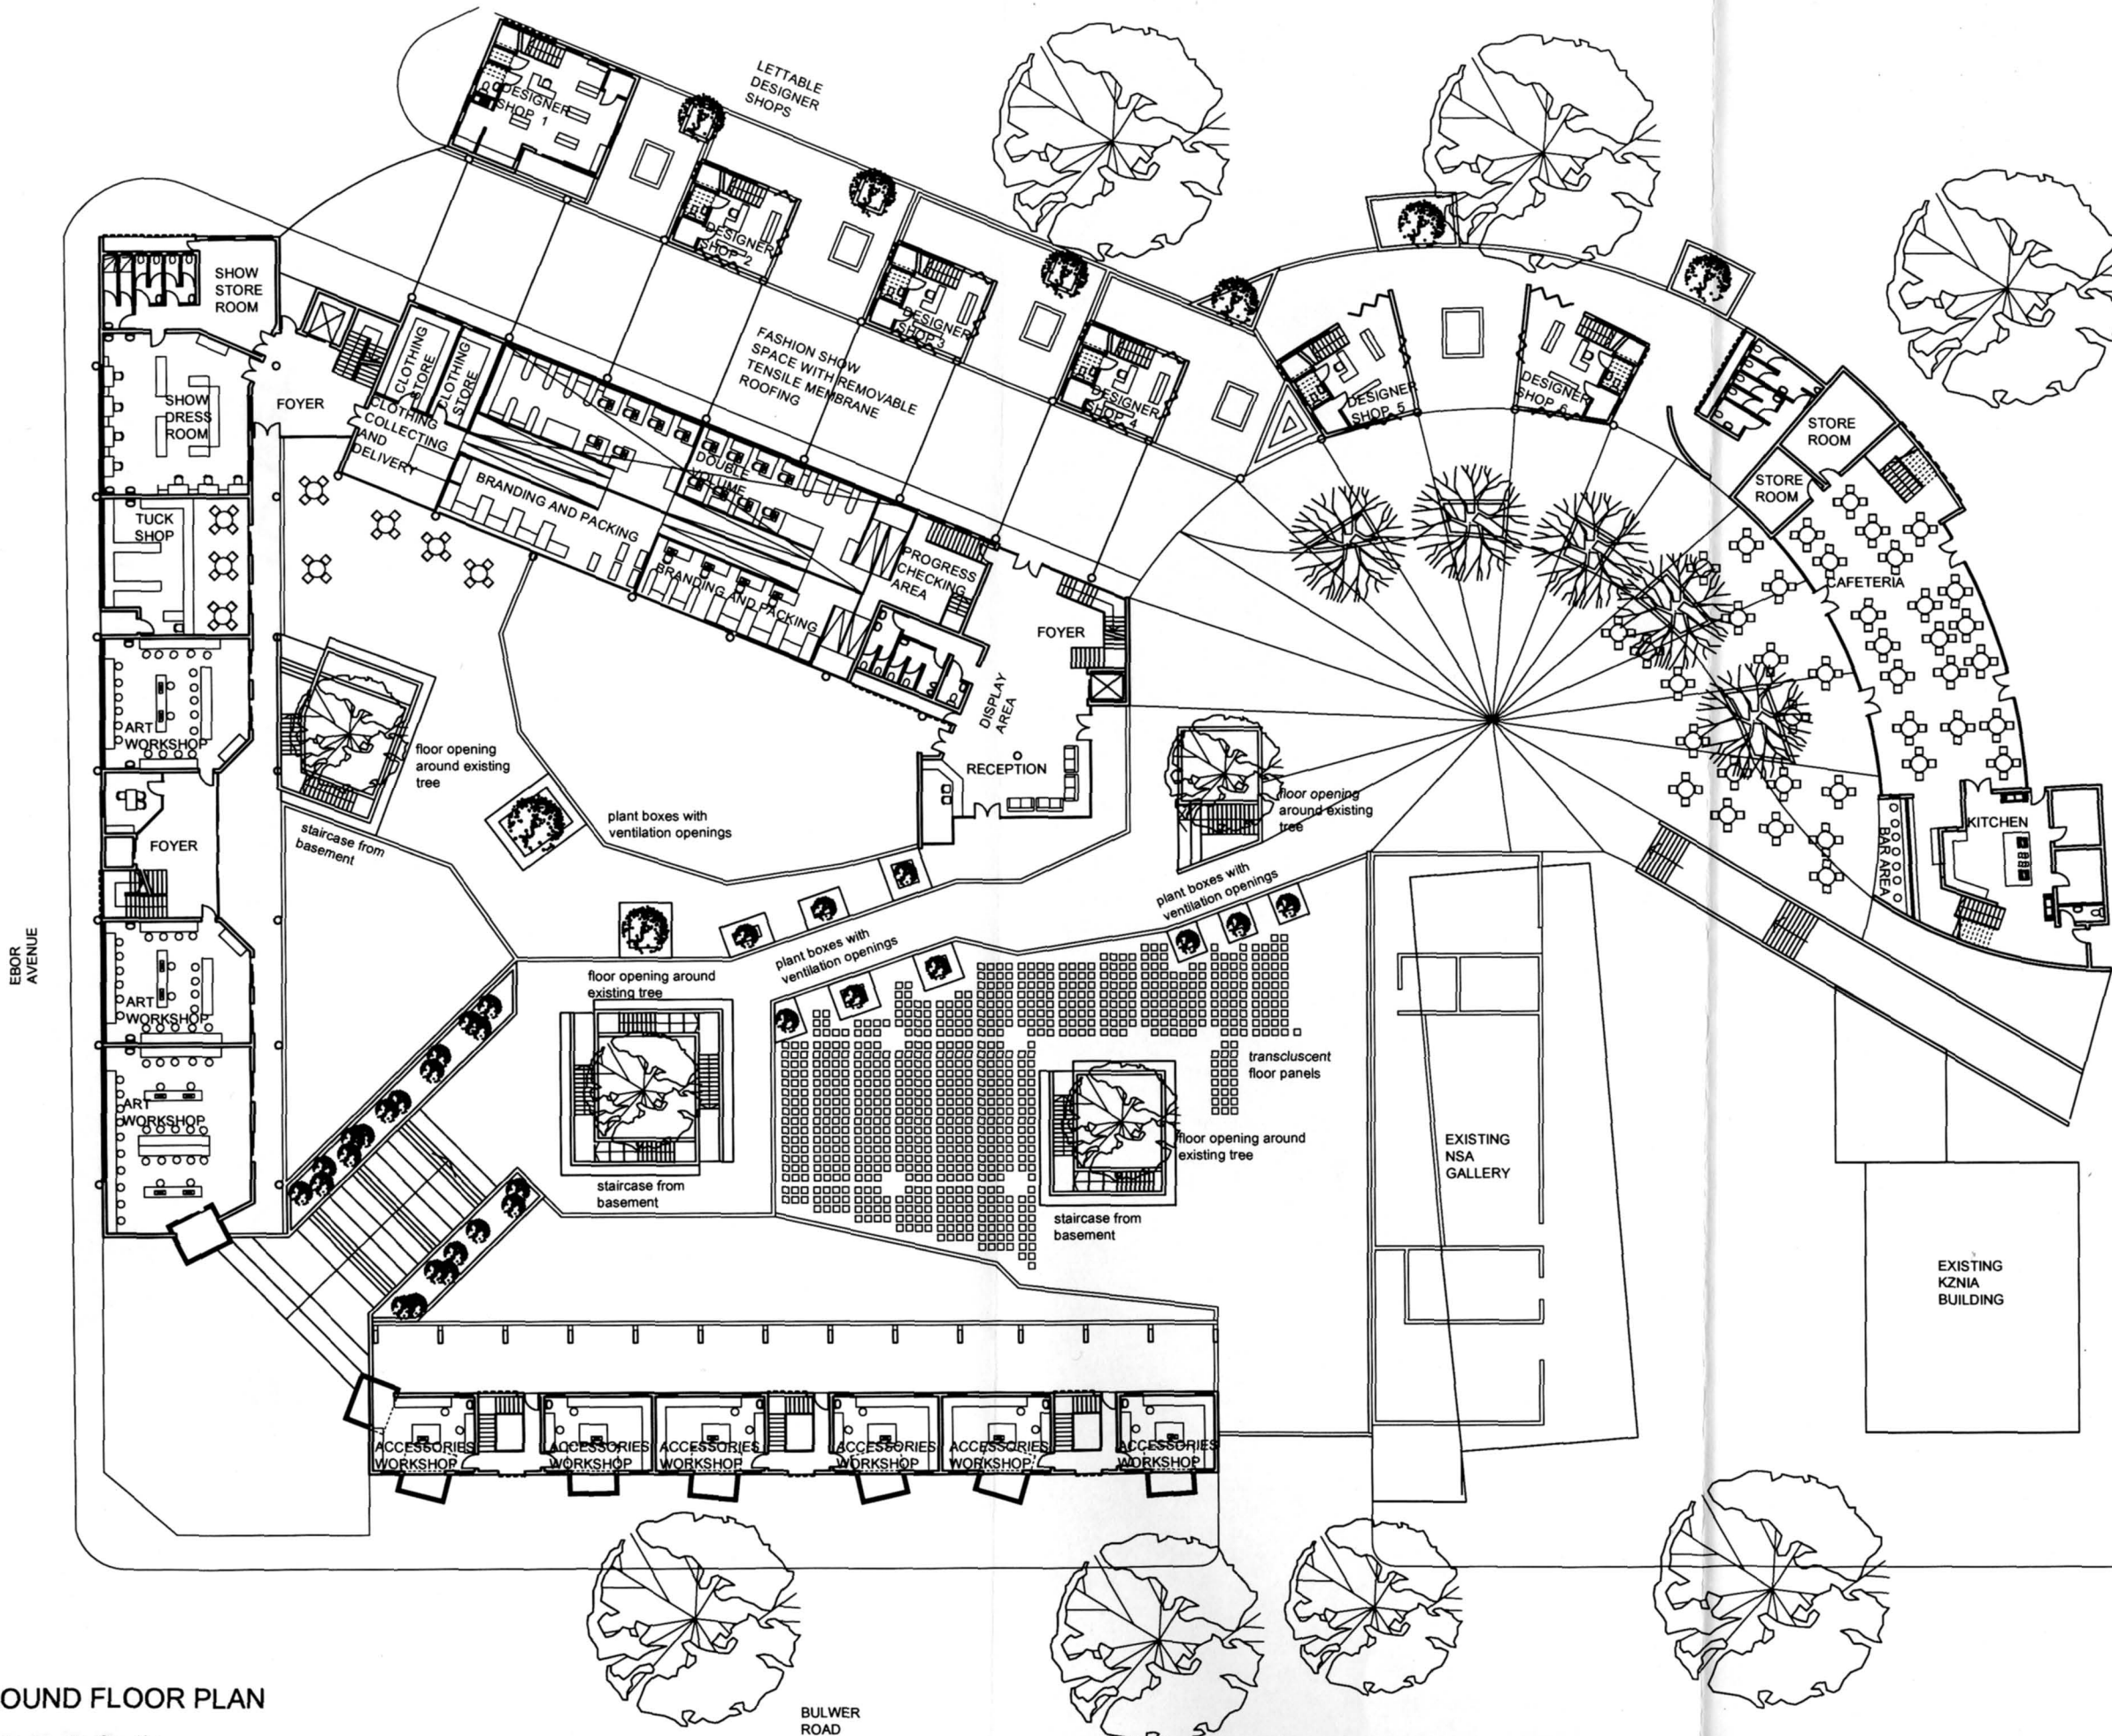 LETTABLE
DESIGNER
SHOPS
DESIGNER
SHOP 1
DESIGNER
SHOP 2
DESIGNER
SHOP 3
DESIGNER
SHOP 4
DESIGNER
SHOP 5
DESIGNER
SHOP 6
SHOW
STORE
ROOM
SHOW
DRESS
ROOM
FOYER
CLOTHING
STORE
CLOTHING
STORE
CLOTHING
COLLECTING
AND
DELIVERY
FASHION SHOW
SPACE WITH REMOVABLE
TENSILE MEMBRANE
ROOFING
DOUBLE
VOLUME
BRANDING AND PACKING
BRANDING AND PACKING
PROGRESS
CHECKING
AREA
STORE
ROOM
STORE
ROOM
CAFETERIA
TUCK
SHOP
FOYER
DISPLAY
AREA
RECEPTION
ART
WORKSHOP
floor opening
around existing
tree
staircase from
basement
plant boxes with
ventilation openings
floor opening
around existing
tree
BAR AREA
KITCHEN
FOYER
plant boxes with
ventilation openings
plant boxes with
ventilation openings
EBOR
AVENUE
floor opening around
existing tree
ART
WORKSHOP
transcluscent
floor panels
ART
WORKSHOP
floor opening around
existing tree
EXISTING
NSA
GALLERY
staircase from
basement
staircase from
basement
EXISTING
KZNIA
BUILDING
ACCESSORIES
WORKSHOP
ACCESSORIES
WORKSHOP
ACCESSORIES
WORKSHOP
ACCESSORIES
WORKSHOP
ACCESSORIES
WORKSHOP
ACCESSORIES
WORKSHOP
OUND FLOOR PLAN
BULWER
ROAD